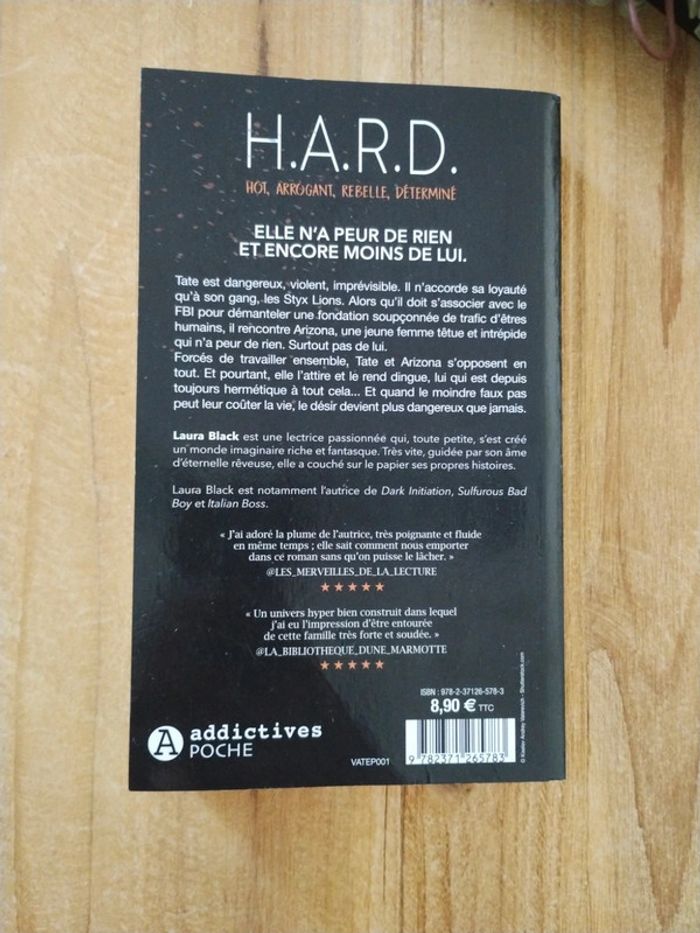 H.A.R.D.
HOT, ARROGANT, REBELLE, DÉTERMINÉ
ELLE N'A PEUR DE RIEN
ET ENCORE MOINS DE LUI.
Tate est dangereux, violent, imprévisible. Il n'accorde sa loyauté
qu'à son gang, les Styx Lions. Alors qu'il doit s'associer avec le
FBI pour démanteler une fondation soupçonnée de trafic d'êtres
humains, il rencontre Arizona, une jeune femme têtue et intrépide
qui n'a peur de rien. Surtout pas de lui.
Forcés de travailler ensemble, Tate et Arizona s'opposent en
tout. Et pourtant, elle l'attire et le rend dingue, lui qui est depuis
toujours hermétique à tout cela... Et quand le moindre faux pas
peut leur coûter la vie, le désir devient plus dangereux que jamais.
Laura Black est une lectrice passionnée qui, toute petite, s'est créé
un monde imaginaire riche et fantasque. Très vite, guidée par son âme
d'éternelle rêveuse, elle a couché sur le papier ses propres histoires.
Laura Black est notamment l'autrice de Dark Initiation, Sulfurous Bad
Boy et Italian Boss.
« J'ai adoré la plume de l'autrice, très poignante et fluide
en même temps ; elle sait comment nous emporter
dans ce roman sans qu'on puisse le lâcher. »
@LES_MERVEILLES_DE_LA_LECTURE
« Un univers hyper bien construit dans lequel
j'ai eu l'impression d'être entourée
de cette famille très forte et soudée. »
@LA_BIBLIOTHEQUE_DUNE_MARMOTTE
ISBN : 978-2-37126-578-3
8,90 € TTC
A addictives
POCHE
VATEP001
9 782371 265783